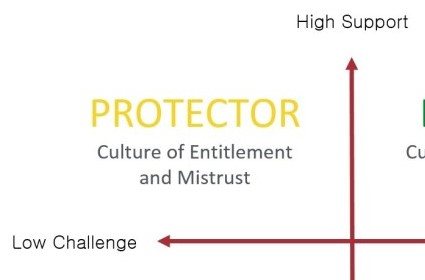 High Support
PROTECTOR
Culture of Entitlement
and Mistrust
Low Challenge